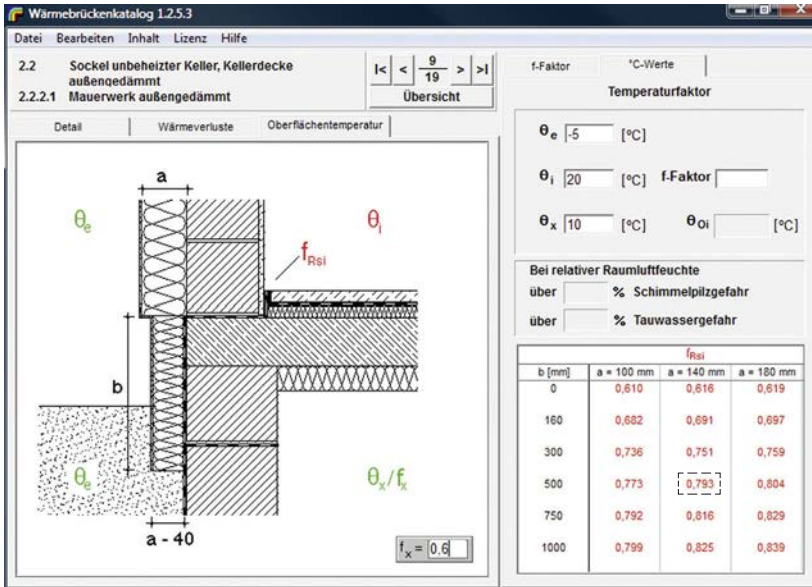 Wärmebrückenkatalog 1.2.5.3
Datei Bearbeiten Inhalt Lizenz Hilfe
2.2 Sockel unbeheizter Keller, Kellerdecke
außengedämmt
2.2.2.1 Mauerwerk außengedämmt
|< < 9/19 > >|
Übersicht
Detail Wärmeverluste Oberflächentemperatur
a
θe θi
fRsi
b
θe θx/fx
a - 40
fx = 0,6
f-Faktor °C-Werte
Temperaturfaktor
θe -5 [°C]
θi 20 [°C] f-Faktor
θx 10 [°C] θOi [°C]
Bei relativer Raumluftfeuchte
über % Schimmelpilzgefahr
über % Tauwassergefahr
fRsi
b [mm] a = 100 mm a = 140 mm a = 180 mm
0 0,610 0,616 0,619
160 0,682 0,691 0,697
300 0,736 0,751 0,759
500 0,773 0,793 0,804
750 0,792 0,816 0,829
1000 0,799 0,825 0,839